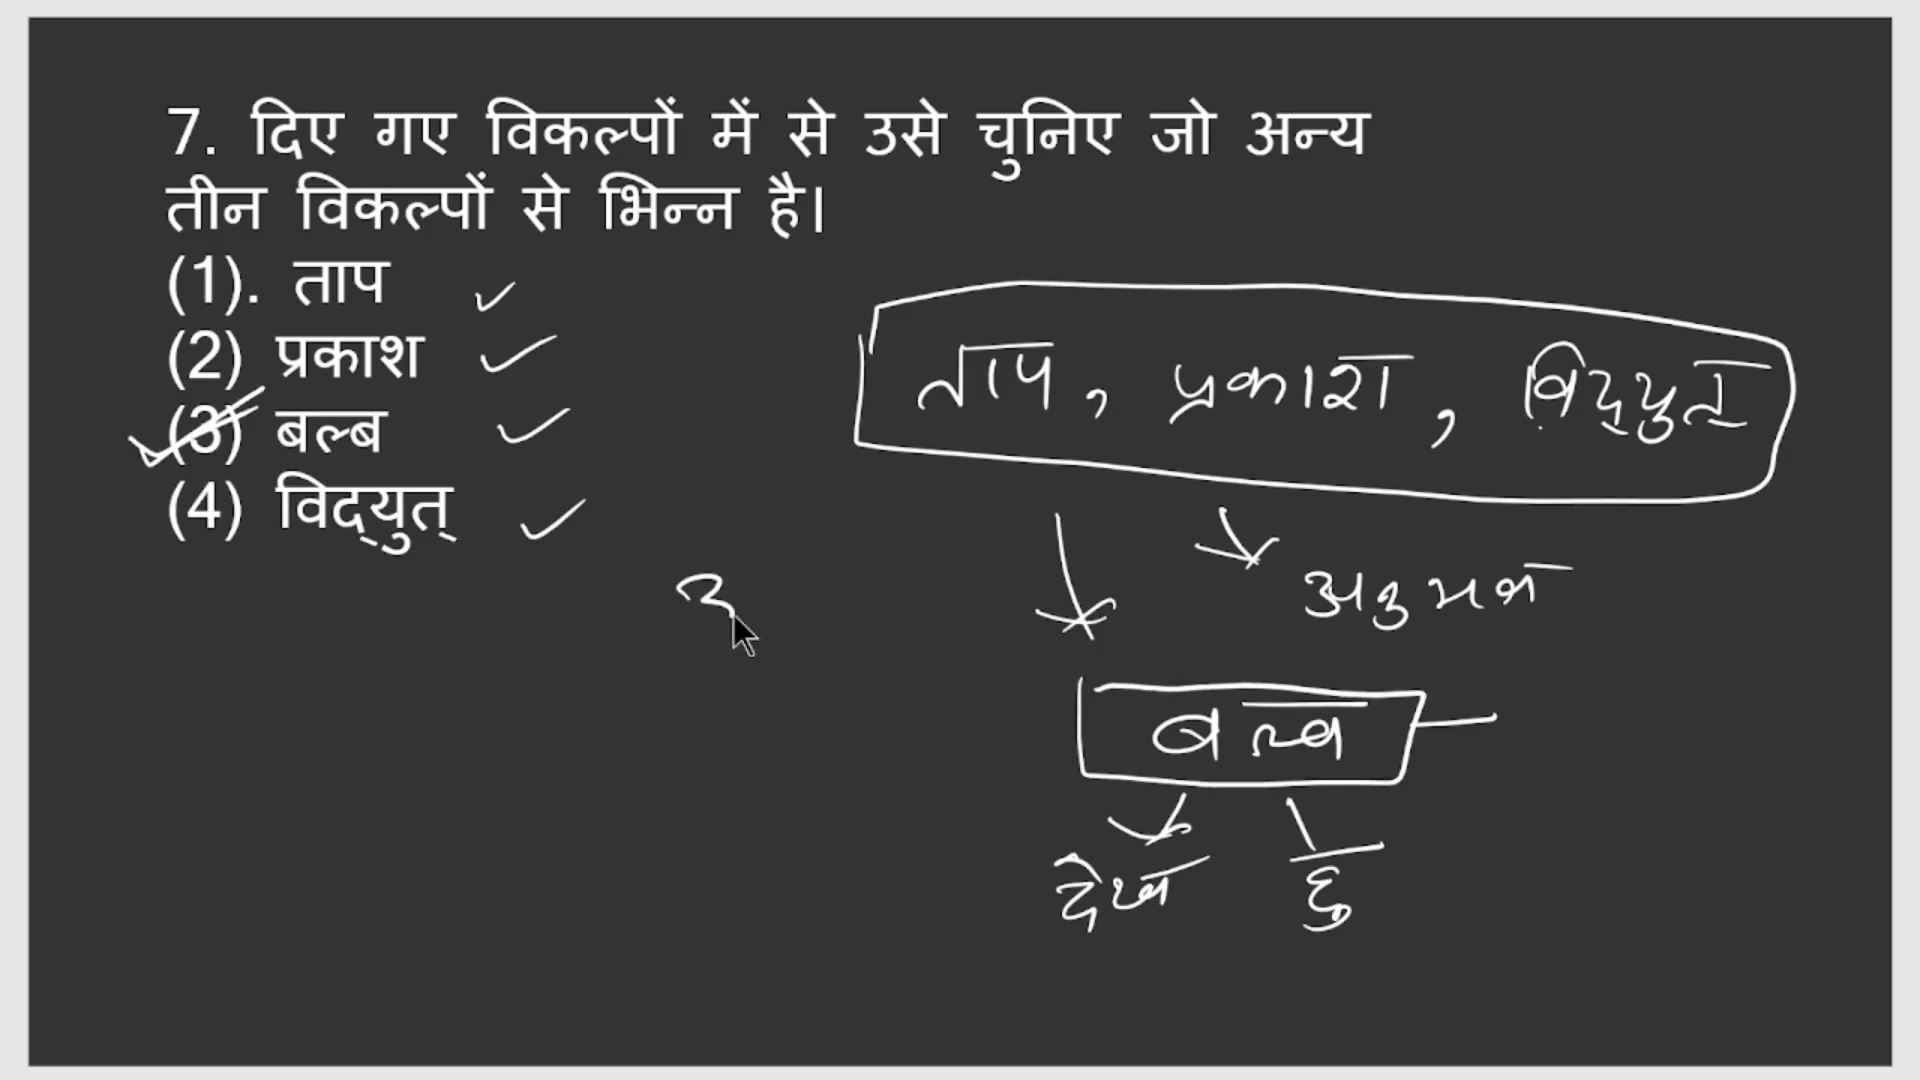 7. दिए गए विकल्पों में से उसे चुनिए जो अन्य
तीन विकल्पों से भिन्न है।
(1). ताप
(2) प्रकाश
(3) बल्ब
(4) विद्युत्
ताप, प्रकाश, विद्युत्
अनुभव
बल्ब
देख
छु